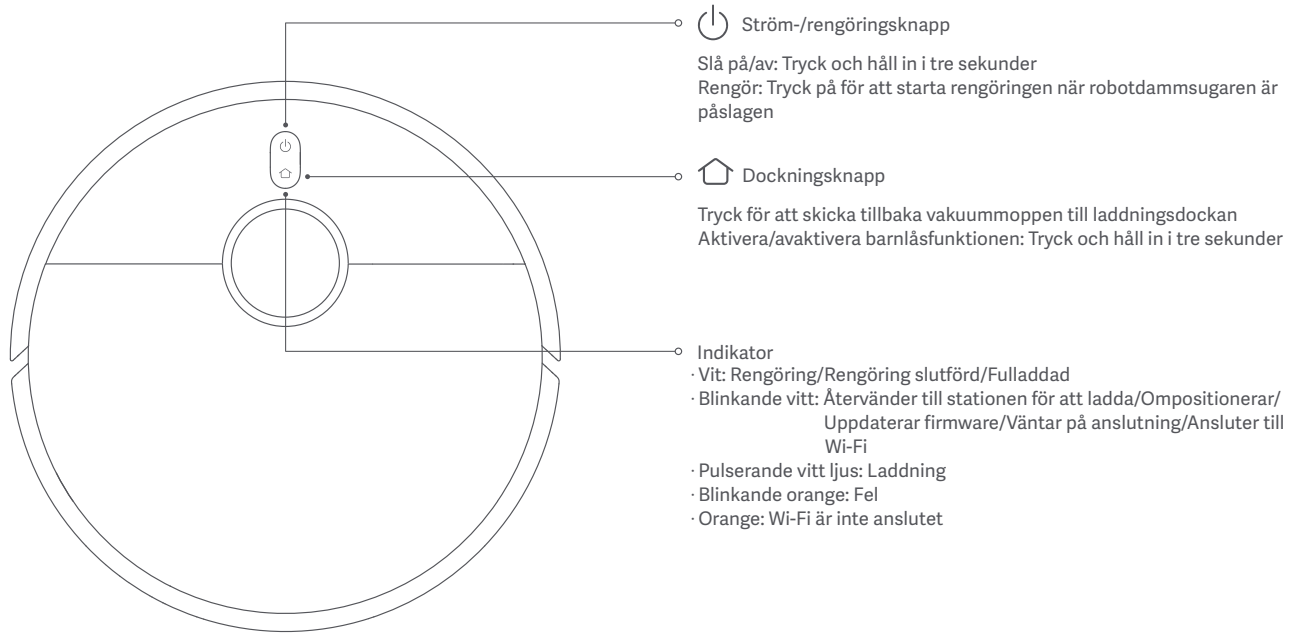 Ström-/rengöringsknapp
Slå på/av: Tryck och håll in i tre sekunder
Rengör: Tryck på för att starta rengöringen när robotdammsugaren är
påslagen
Dockningsknapp
Tryck för att skicka tillbaka vakuummoppen till laddningsdockan
Aktivera/avaktivera barnlåsfunktionen: Tryck och håll in i tre sekunder
Indikator
· Vit: Rengöring/Rengöring slutförd/Fulladdad
· Blinkande vitt: Återvänder till stationen för att ladda/Ompositionerar/
Uppdaterar firmware/Väntar på anslutning/Ansluter till
Wi-Fi
· Pulserande vitt ljus: Laddning
· Blinkande orange: Fel
· Orange: Wi-Fi är inte anslutet